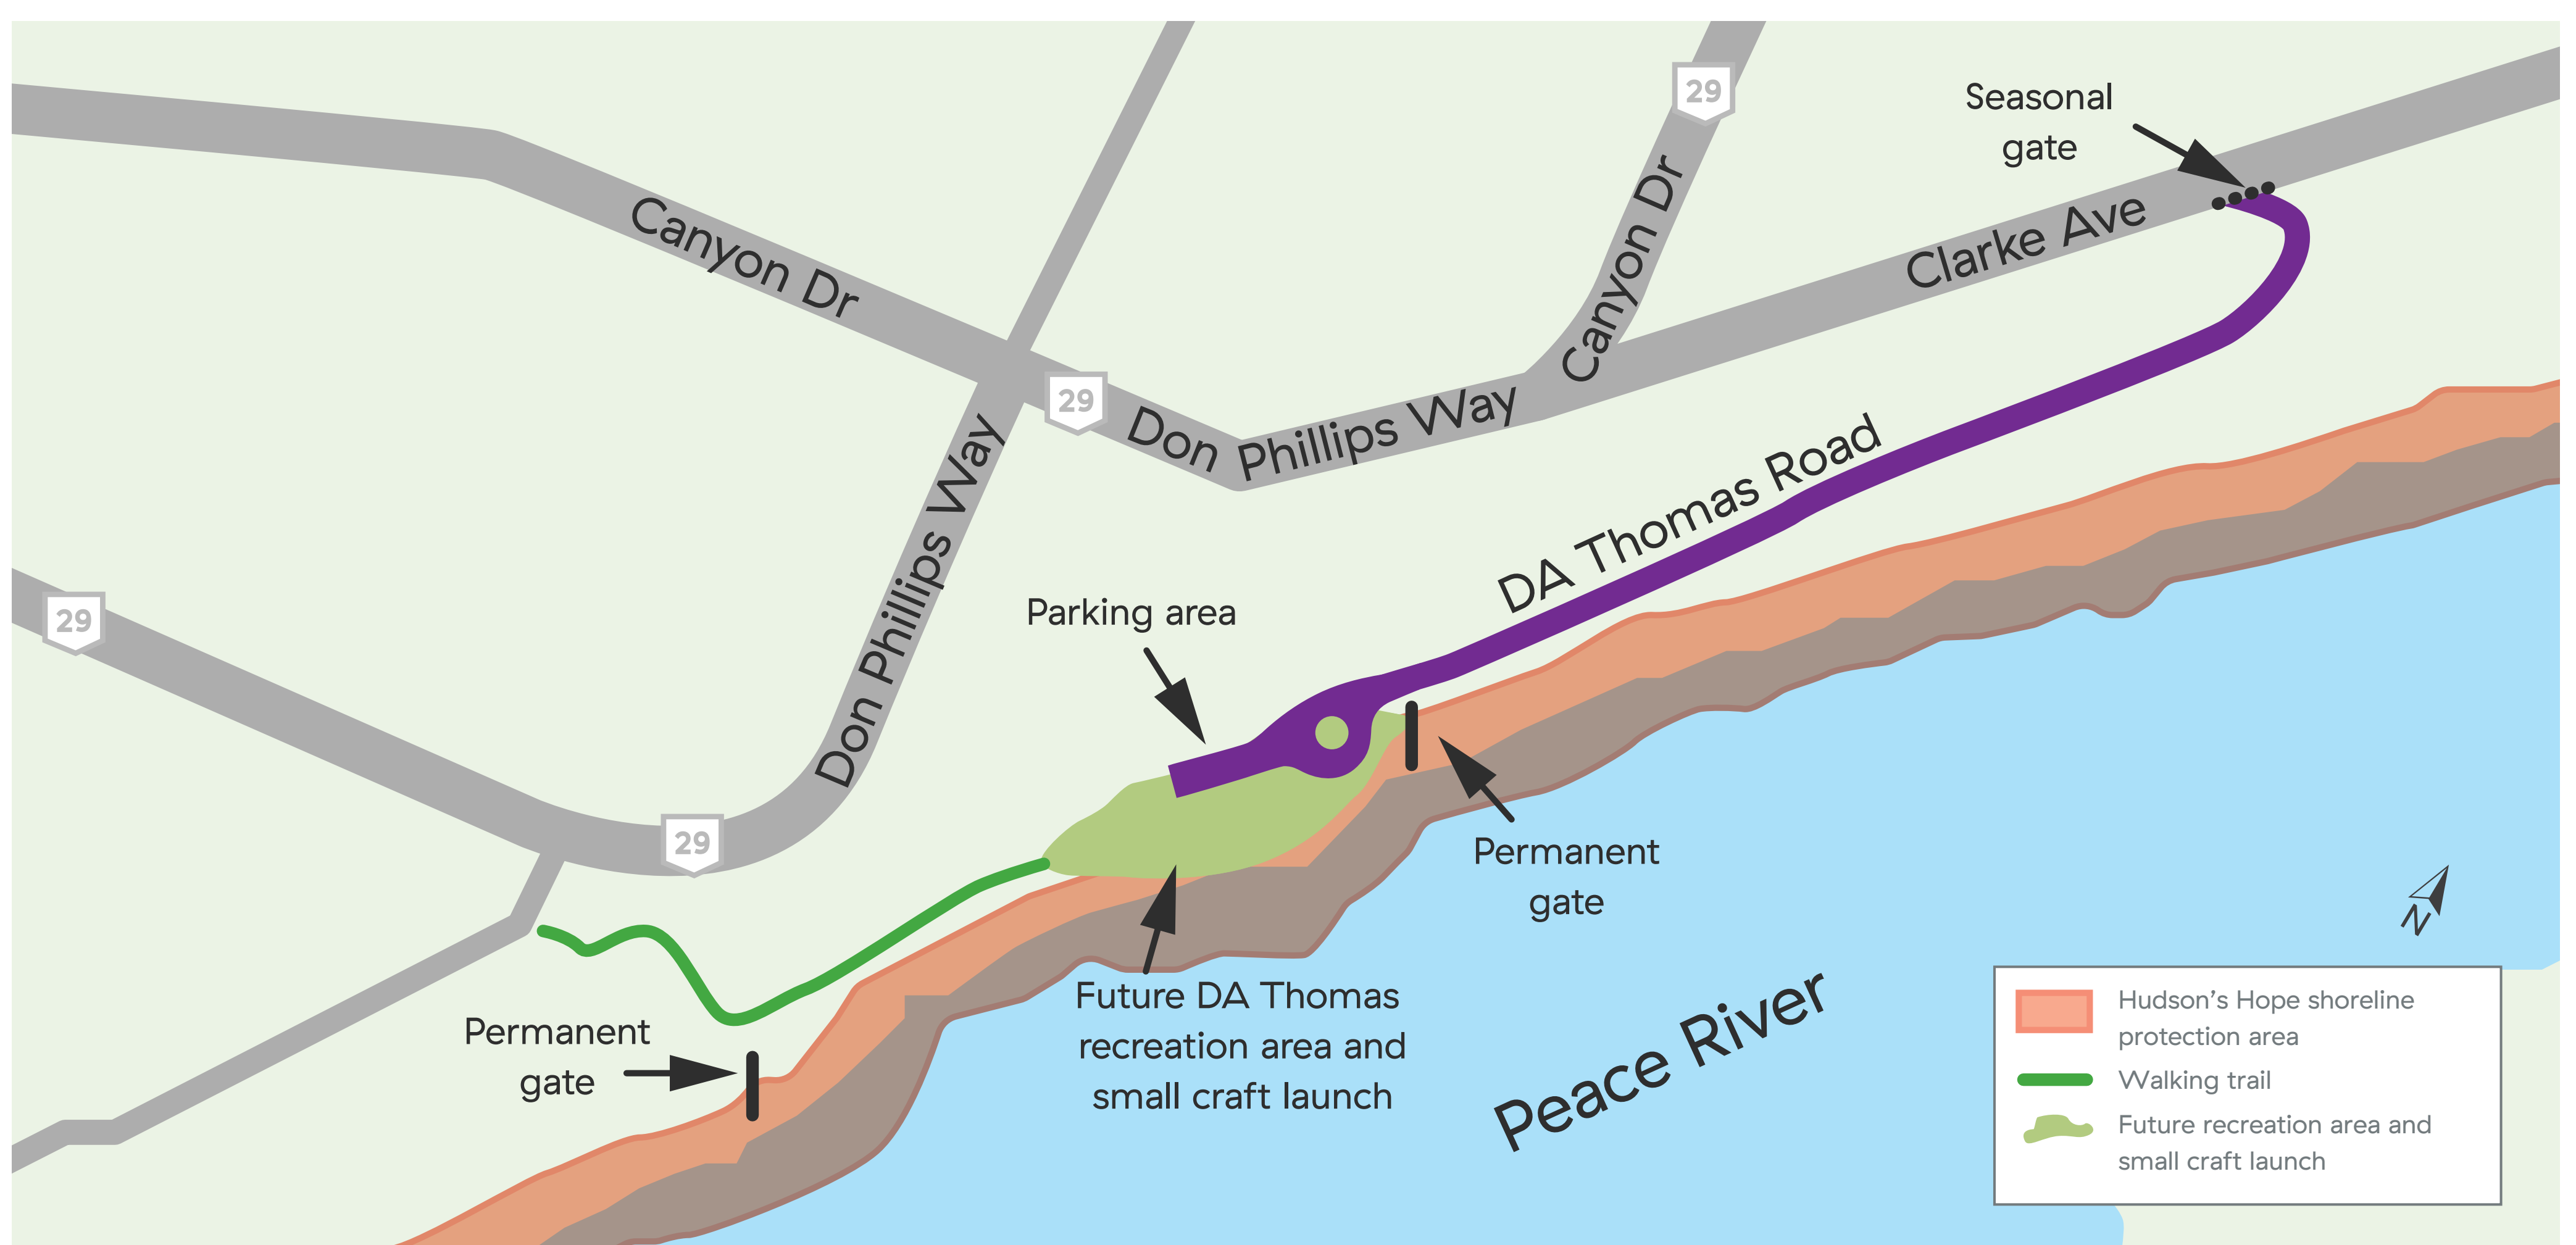 29
Seasonal
gate
Canyon Dr
Canyon Dr
Clarke Ave
29
Don Phillips Way
Don Phillips Way
DA Thomas Road
29
Parking area
29
Permanent
gate
Permanent
gate
Future DA Thomas
recreation area and
small craft launch
Peace River
N
Hudson’s Hope shoreline
protection area
Walking trail
Future recreation area and
small craft launch